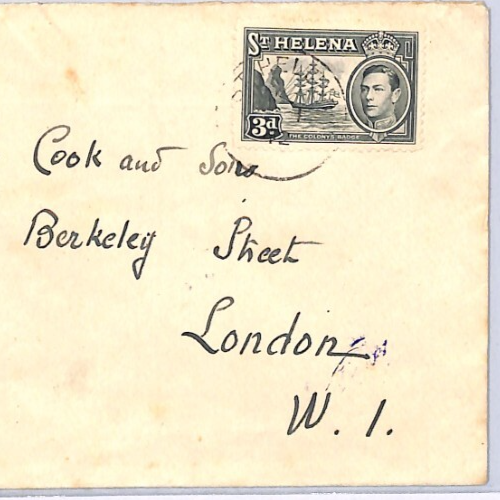 ST HELENA
3d
THE COLONY'S BADGE
Cook and Sons
Berkeley Street
London
W. 1.